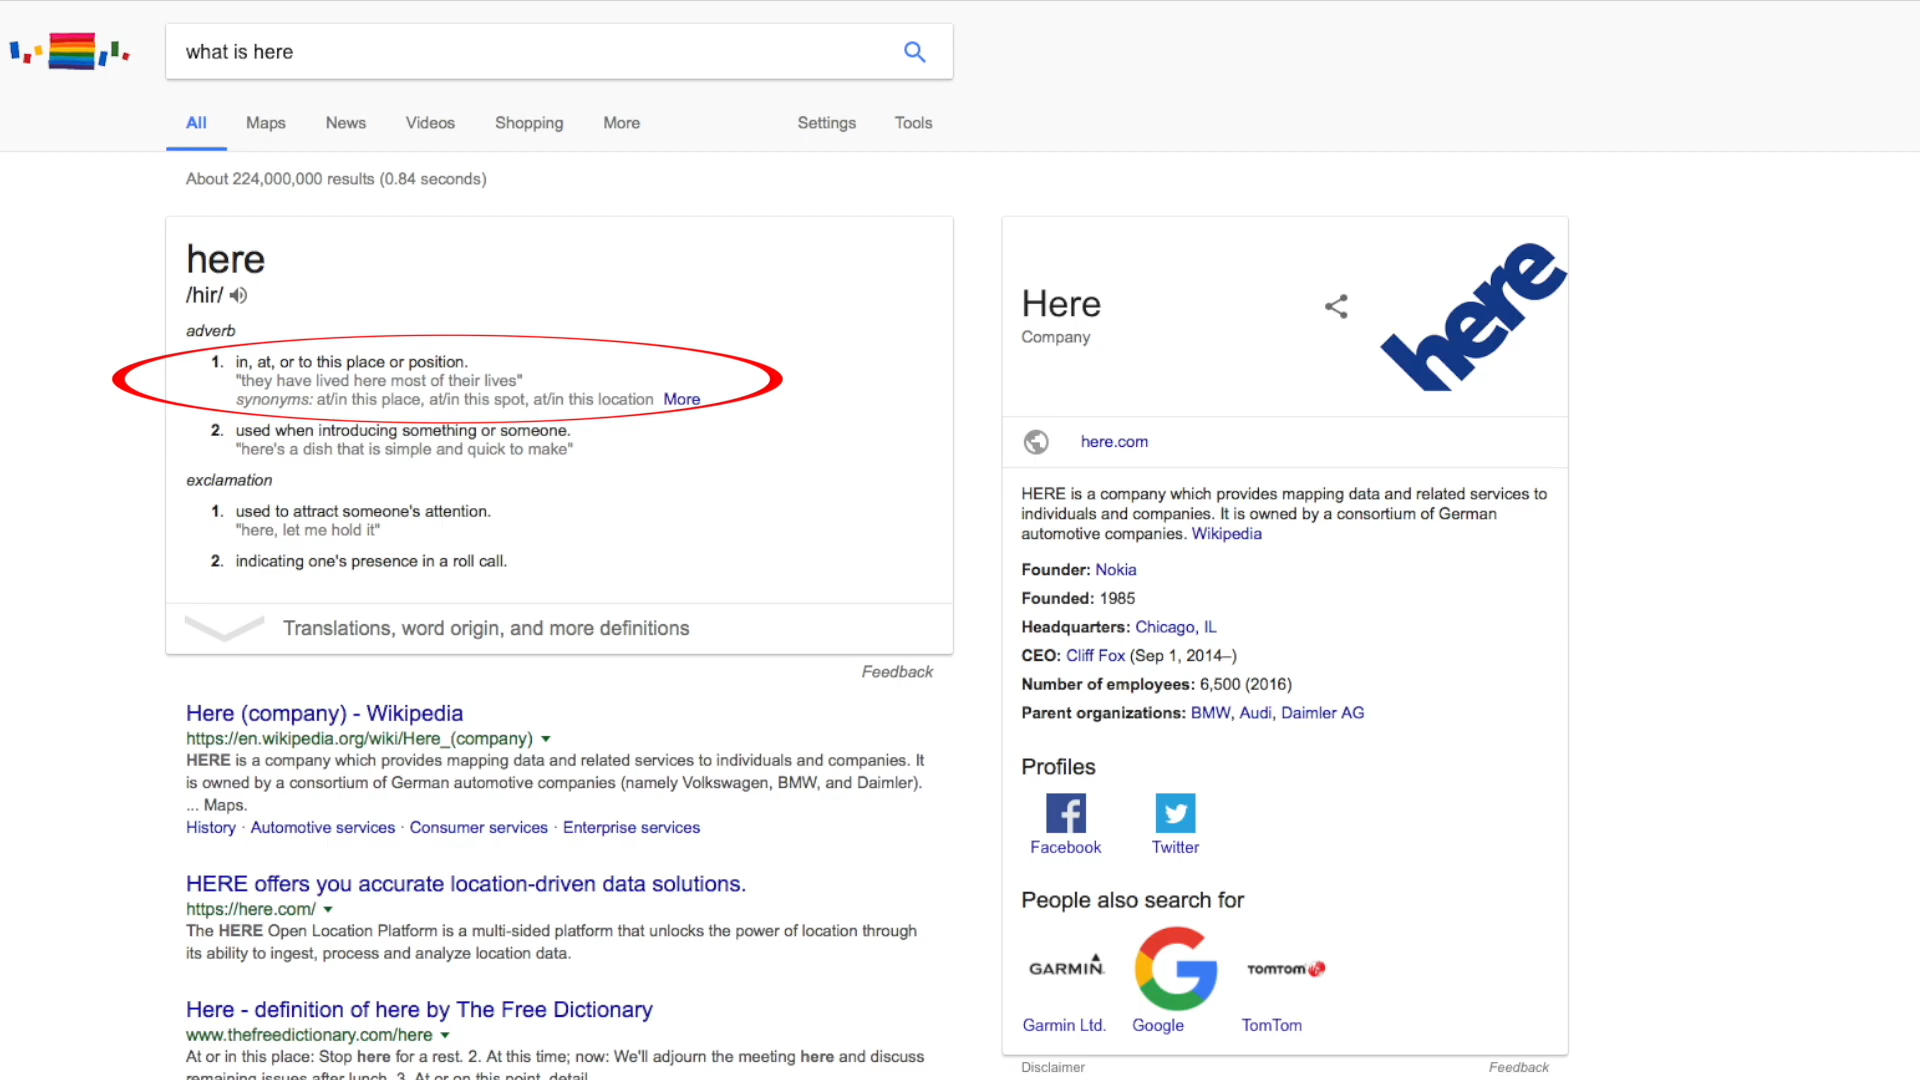 what is here
All Maps News Videos Shopping More Settings Tools
About 224,000,000 results (0.84 seconds)
here
/hir/
adverb
1. in, at, or to this place or position.
"they have lived here most of their lives"
synonyms: at/in this place, at/in this spot, at/in this location More
2. used when introducing something or someone.
"here's a dish that is simple and quick to make"
exclamation
1. used to attract someone's attention.
"here, let me hold it"
2. indicating one's presence in a roll call.
Translations, word origin, and more definitions
Feedback
Here (company) - Wikipedia
https://en.wikipedia.org/wiki/Here_(company)
HERE is a company which provides mapping data and related services to individuals and companies. It
is owned by a consortium of German automotive companies (namely Volkswagen, BMW, and Daimler).
... Maps.
History · Automotive services · Consumer services · Enterprise services
HERE offers you accurate location-driven data solutions.
https://here.com/
The HERE Open Location Platform is a multi-sided platform that unlocks the power of location through
its ability to ingest, process and analyze location data.
Here - definition of here by The Free Dictionary
www.thefreedictionary.com/here
At or in this place: Stop here for a rest. 2. At this time; now: We'll adjourn the meeting here and discuss
remaining issues after lunch. 3. At or on this point, detail
Here
Company
here
here.com
HERE is a company which provides mapping data and related services to
individuals and companies. It is owned by a consortium of German
automotive companies. Wikipedia
Founder: Nokia
Founded: 1985
Headquarters: Chicago, IL
CEO: Cliff Fox (Sep 1, 2014–)
Number of employees: 6,500 (2016)
Parent organizations: BMW, Audi, Daimler AG
Profiles
Facebook Twitter
People also search for
GARMIN. G TOMTOM
Garmin Ltd. Google TomTom
Disclaimer Feedback